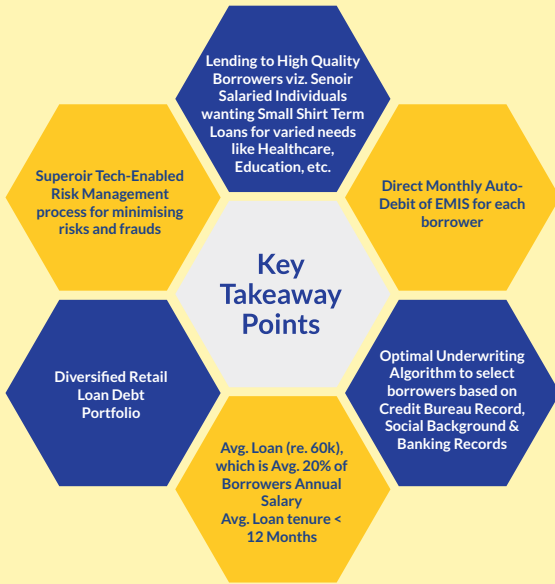 Lending to High Quality
Borrowers viz. Senoir
Salaried Individuals
wanting Small Shirt Term
Loans for varied needs
like Healthcare,
Education, etc.
Superoir Tech-Enabled
Risk Management
process for minimising
risks and frauds
Direct Monthly Auto-
Debit of EMIS for each
borrower
Key
Takeaway
Points
Diversified Retail
Loan Debt
Portfolio
Optimal Underwriting
Algorithm to select
borrowers based on
Credit Bureau Record,
Social Background &
Banking Records
Avg. Loan (re. 60k),
which is Avg. 20% of
Borrowers Annual
Salary
Avg. Loan tenure <
12 Months